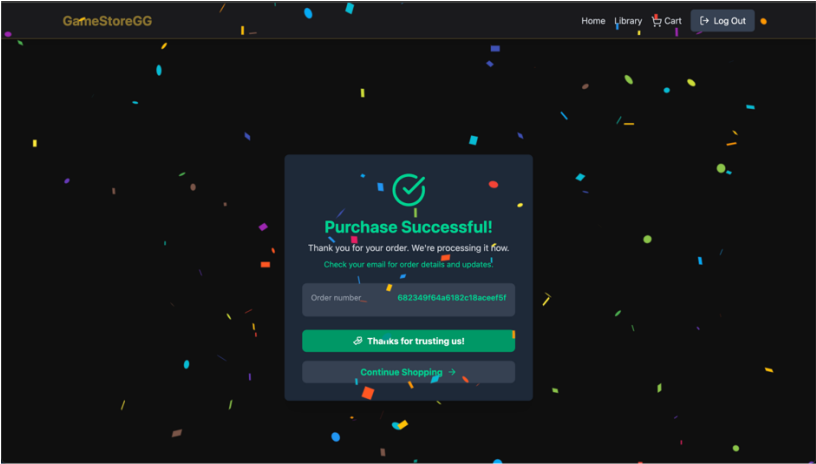 GameStoreGG
Home Library Cart Log Out
Purchase Successful!
Thank you for your order. We're processing it now.
Check your email for order details and updates.
Order number 682349f64a6182c18aceef5f
Thanks for trusting us!
Continue Shopping